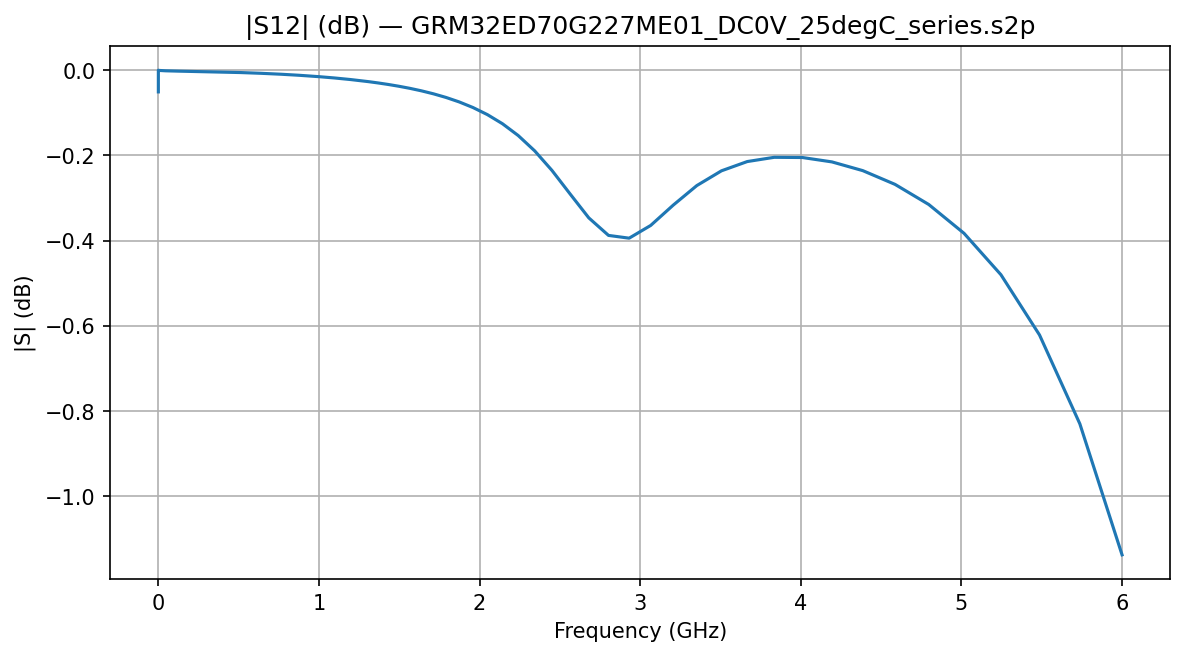 |S12| (dB) — GRM32ED70G227ME01_DC0V_25degC_series.s2p
|S| (dB)
0.0
−0.2
−0.4
−0.6
−0.8
−1.0
0 1 2 3 4 5 6
Frequency (GHz)